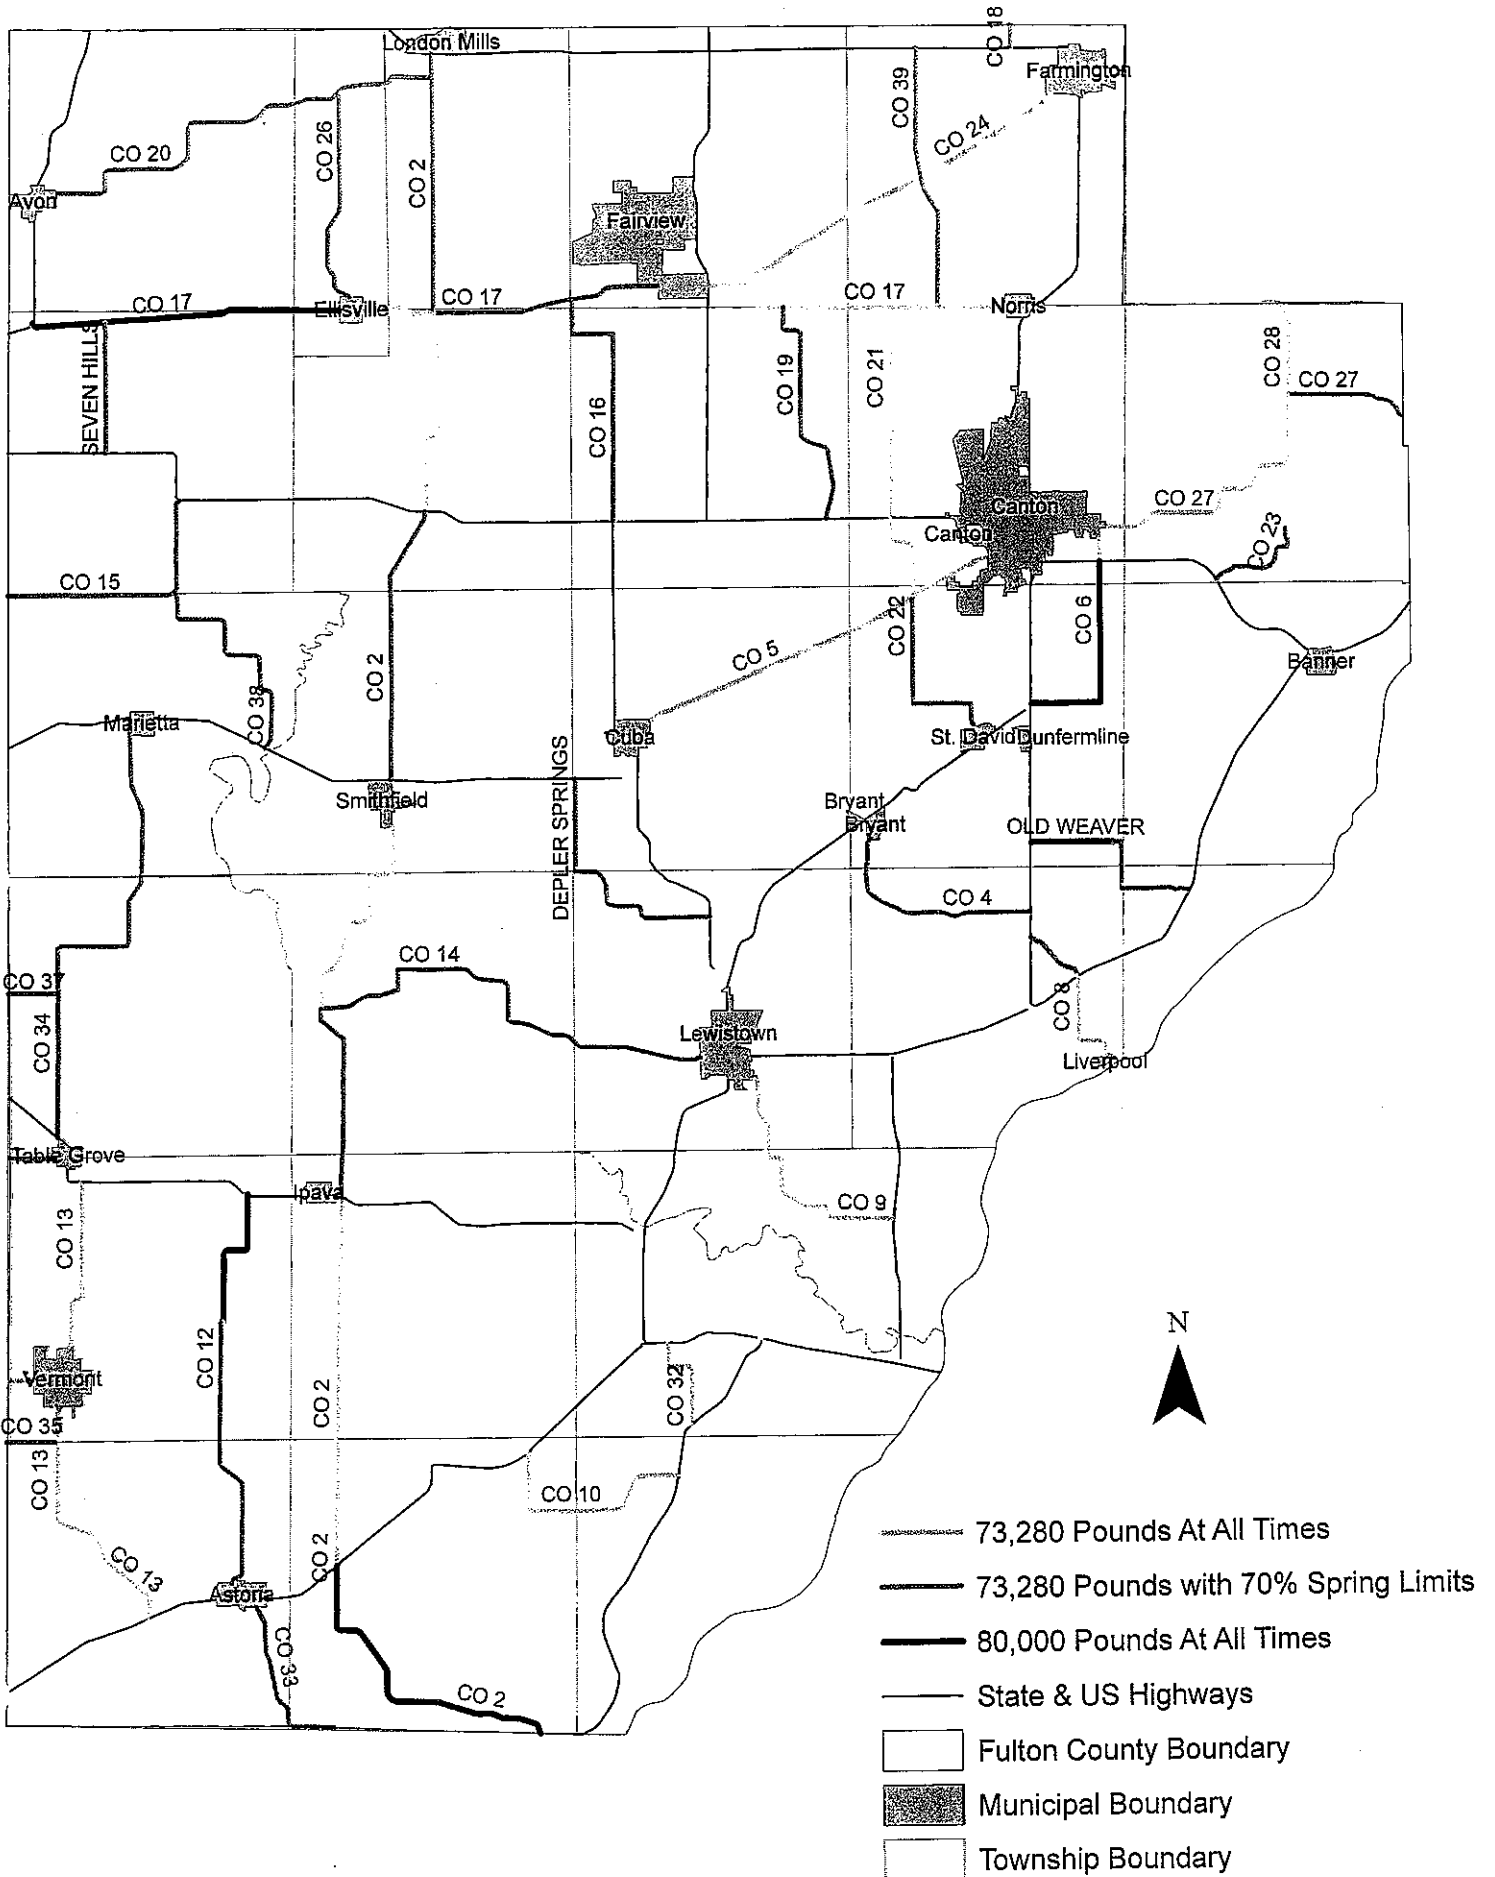 CO 18
London Mills
Farmington
CO 39
CO 24
CO 26
CO 20
CO 2
Avon
Fairview
CO 17
CO 17
CO 17
Ellisville
Norris
SEVEN HILLS
CO 16
CO 19
CO 21
CO 28
CO 27
Canton
CO 27
Canton
CO 23
CO 15
CO 22
CO 6
CO 2
CO 5
CO 38
Banner
Marietta
Cuba
St. David
Dunfermline
DEPLER SPRINGS
Smithfield
Bryant
Bryant
OLD WEAVER
CO 4
CO 14
CO 37
CO 34
Lewistown
CO 8
Liverpool
Table Grove
Ipava
CO 13
CO 9
N
CO 12
Vermont
CO 2
CO 32
CO 35
CO 13
CO 10
73,280 Pounds At All Times
CO 2
CO 13
73,280 Pounds with 70% Spring Limits
Astoria
CO 33
80,000 Pounds At All Times
CO 2
State & US Highways
Fulton County Boundary
Municipal Boundary
Township Boundary